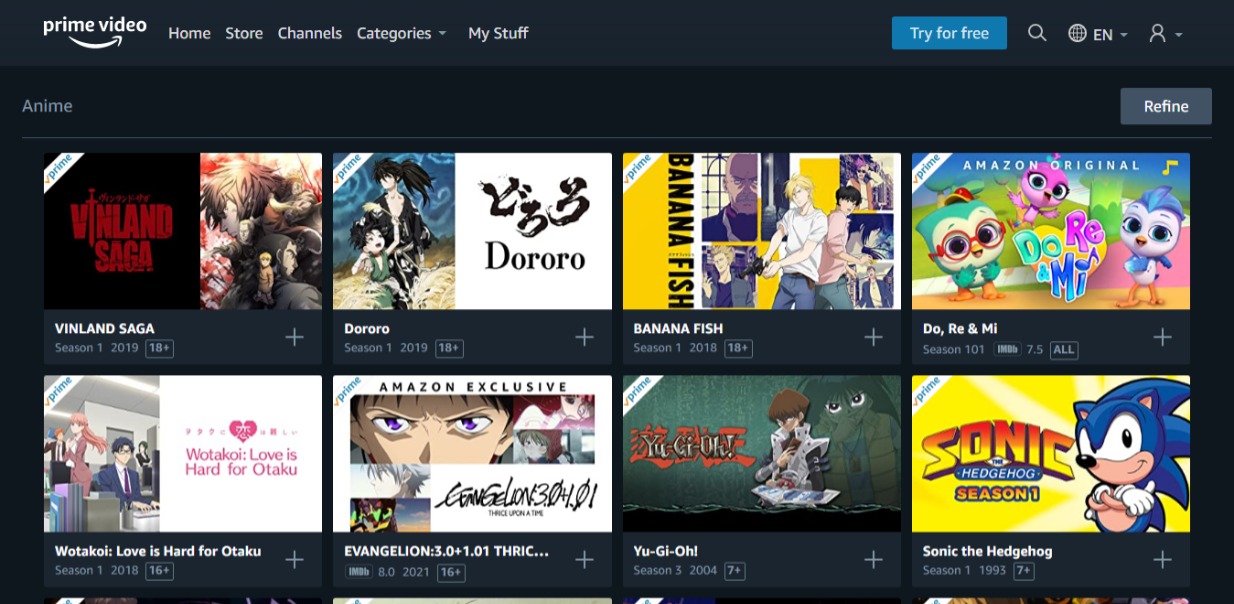 prime video
Home Store Channels Categories My Stuff
Try for free
EN
Anime
Refine
prime
ヴィンランド・サガ
VINLAND
SAGA
VINLAND SAGA
Season 1 2019 18+
prime
どろろ
Dororo
Dororo
Season 1 2019 18+
prime
BANANA FISH
BANANA FISH
Season 1 2018 18+
prime
AMAZON ORIGINAL
Do Re
& Mi
Do, Re & Mi
Season 101 IMDb 7.5 ALL
prime
ヲタクに恋は難しい
Wotakoi: Love is
Hard for Otaku
Wotakoi: Love is Hard for Otaku
Season 1 2018 16+
prime
AMAZON EXCLUSIVE
EVANGELION:3.0+1.01
THRICE UPON A TIME
EVANGELION:3.0+1.01 THRIC...
IMDb 8.0 2021 16+
prime
Yu-Gi-Oh!
Yu-Gi-Oh!
Season 3 2004 7+
prime
SONIC
THE
HEDGEHOG
SEASON 1
Sonic the Hedgehog
Season 1 1993 7+